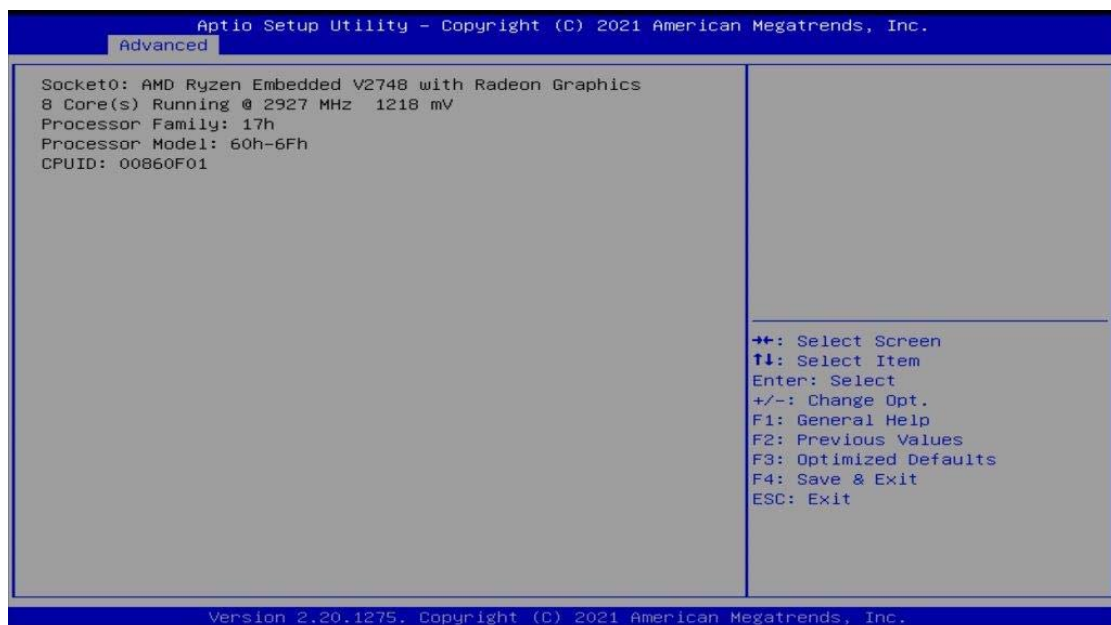 Aptio Setup Utility – Copyright (C) 2021 American Megatrends, Inc.
Advanced
Socket0: AMD Ryzen Embedded V2748 with Radeon Graphics
8 Core(s) Running @ 2927 MHz 1218 mV
Processor Family: 17h
Processor Model: 60h-6Fh
CPUID: 00860F01
→←: Select Screen
↑↓: Select Item
Enter: Select
+/-: Change Opt.
F1: General Help
F2: Previous Values
F3: Optimized Defaults
F4: Save & Exit
ESC: Exit
Version 2.20.1275. Copyright (C) 2021 American Megatrends, Inc.